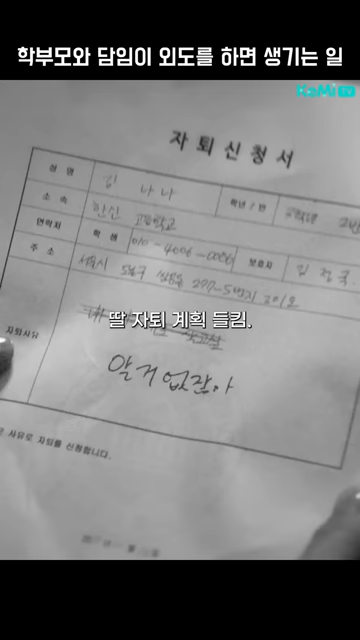 학부모와 담임이 외도를 하면 생기는 일
KaMi TV
자퇴신청서
성 명 김 나나 학년 / 반
소 속 한신 고등학교
연락처 학생 010-4006-0006 보호자 김 정국
주 소 서울시
딸 자퇴 계획 들킴.
자퇴사유
알 거 없잖아
사유로 자퇴를 신청합니다.